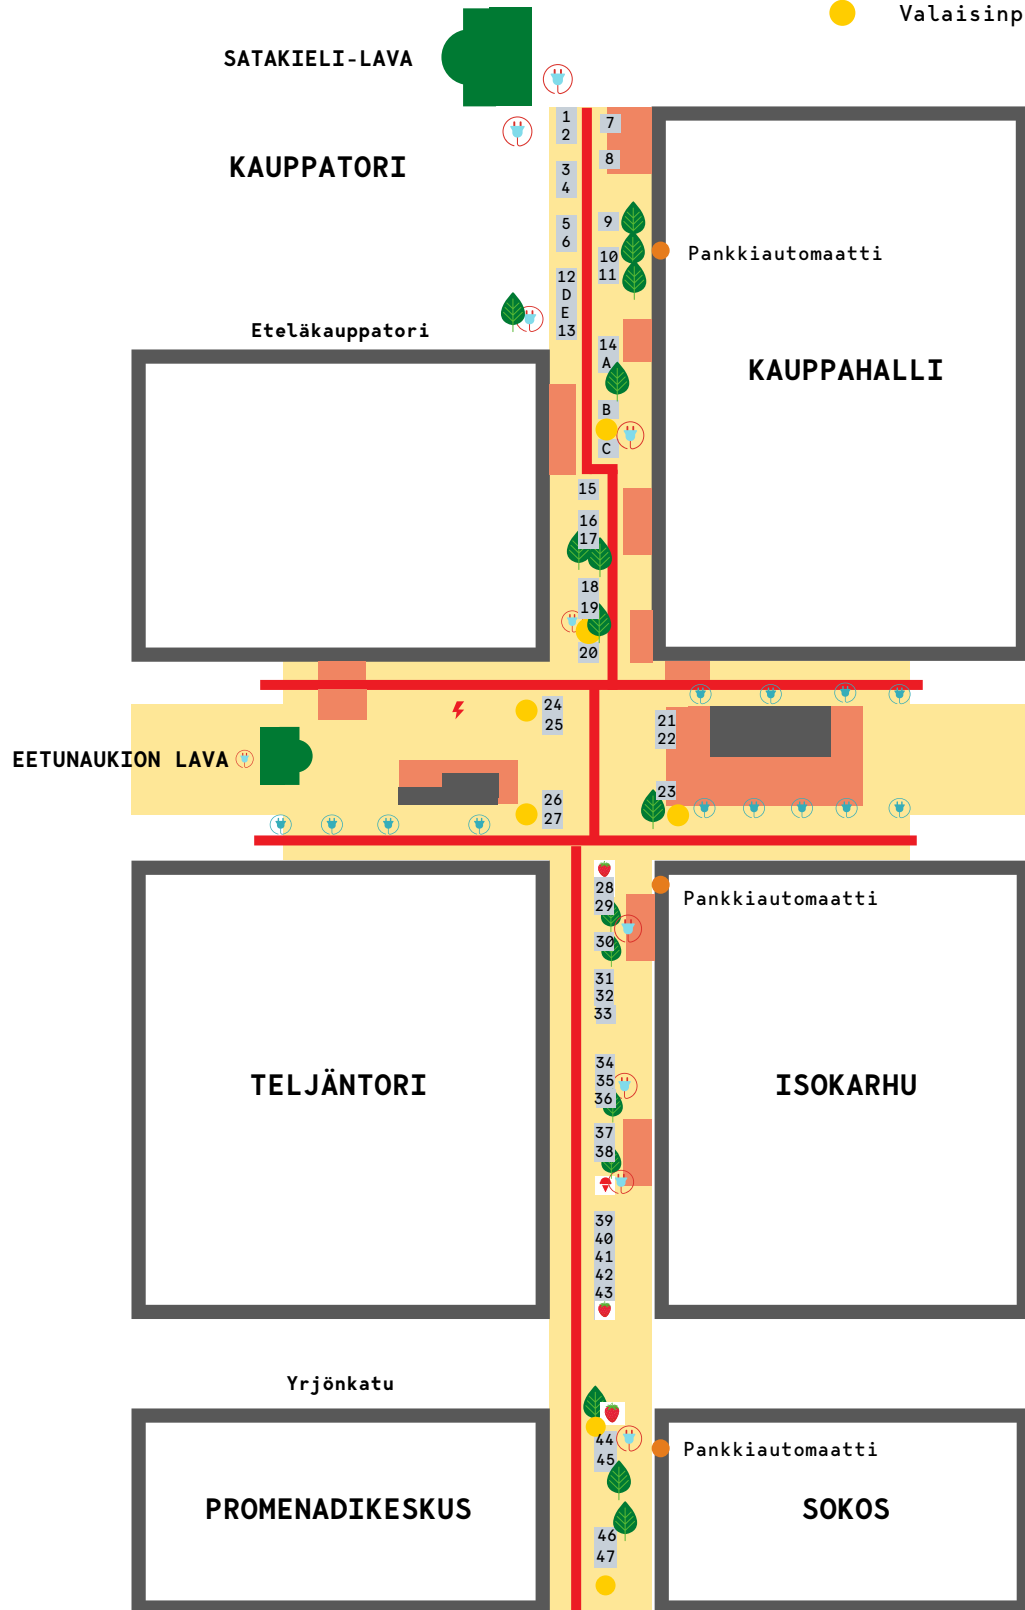 Valaisinp
SATAKIELI-LAVA
1
2
7
8
KAUPPATORI
3
4
5
6
9
10
11
Pankkiautomaatti
12
D
E
13
Eteläkauppatori
14
A
KAUPPAHALLI
B
C
15
16
17
18
19
20
24
25
21
22
EETUNAUKION LAVA
23
26
27
28
29
Pankkiautomaatti
30
31
32
33
34
35
36
TELJÄNTORI
ISOKARHU
37
38
39
40
41
42
43
Yrjönkatu
44
45
Pankkiautomaatti
PROMENADIKESKUS
SOKOS
46
47